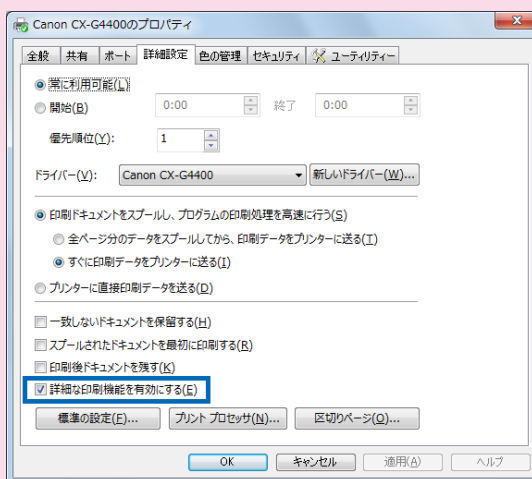 Canon CX-G4400のプロパティ
全般 共有 ポート 詳細設定 色の管理 セキュリティ ユーティリティー
常に利用可能(L)
開始(B) 0:00 終了 0:00
優先順位(Y): 1
ドライバー(V): Canon CX-G4400 新しいドライバー(W)...
印刷ドキュメントをスプールし、プログラムの印刷処理を高速に行う(S)
全ページ分のデータをスプールしてから、印刷データをプリンターに送る(T)
すぐに印刷データをプリンターに送る(I)
プリンターに直接印刷データを送る(D)
一致しないドキュメントを保留する(H)
スプールされたドキュメントを最初に印刷する(R)
印刷後ドキュメントを残す(K)
詳細な印刷機能を有効にする(E)
標準の設定(F)... プリント プロセッサ(N)... 区切りページ(O)...
OK キャンセル 適用(A) ヘルプ